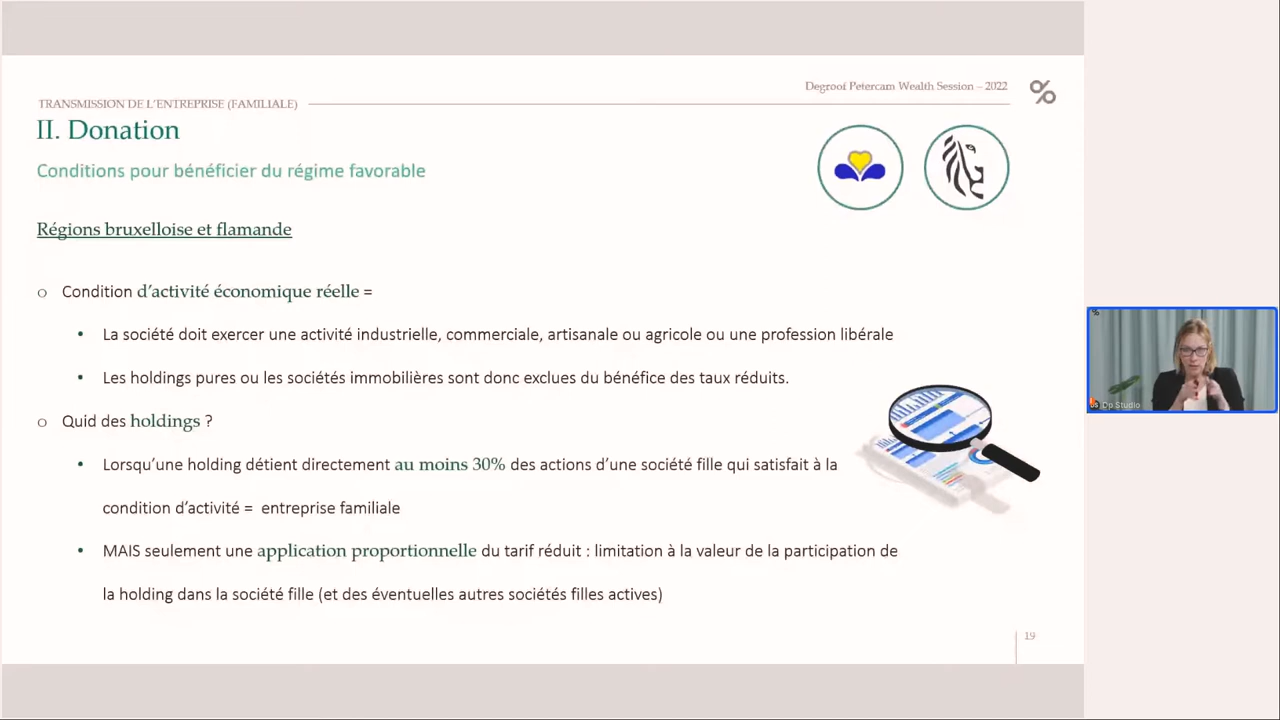 Degroof Petercam Wealth Session – 2022
TRANSMISSION DE L'ENTREPRISE (FAMILIALE)
II. Donation
Conditions pour bénéficier du régime favorable
Régions bruxelloise et flamande
o Condition d'activité économique réelle =
• La société doit exercer une activité industrielle, commerciale, artisanale ou agricole ou une profession libérale
• Les holdings pures ou les sociétés immobilières sont donc exclues du bénéfice des taux réduits.
o Quid des holdings ?
• Lorsqu'une holding détient directement au moins 30% des actions d'une société fille qui satisfait à la
condition d'activité = entreprise familiale
• MAIS seulement une application proportionnelle du tarif réduit : limitation à la valeur de la participation de
la holding dans la société fille (et des éventuelles autres sociétés filles actives)
19
Dp Studio